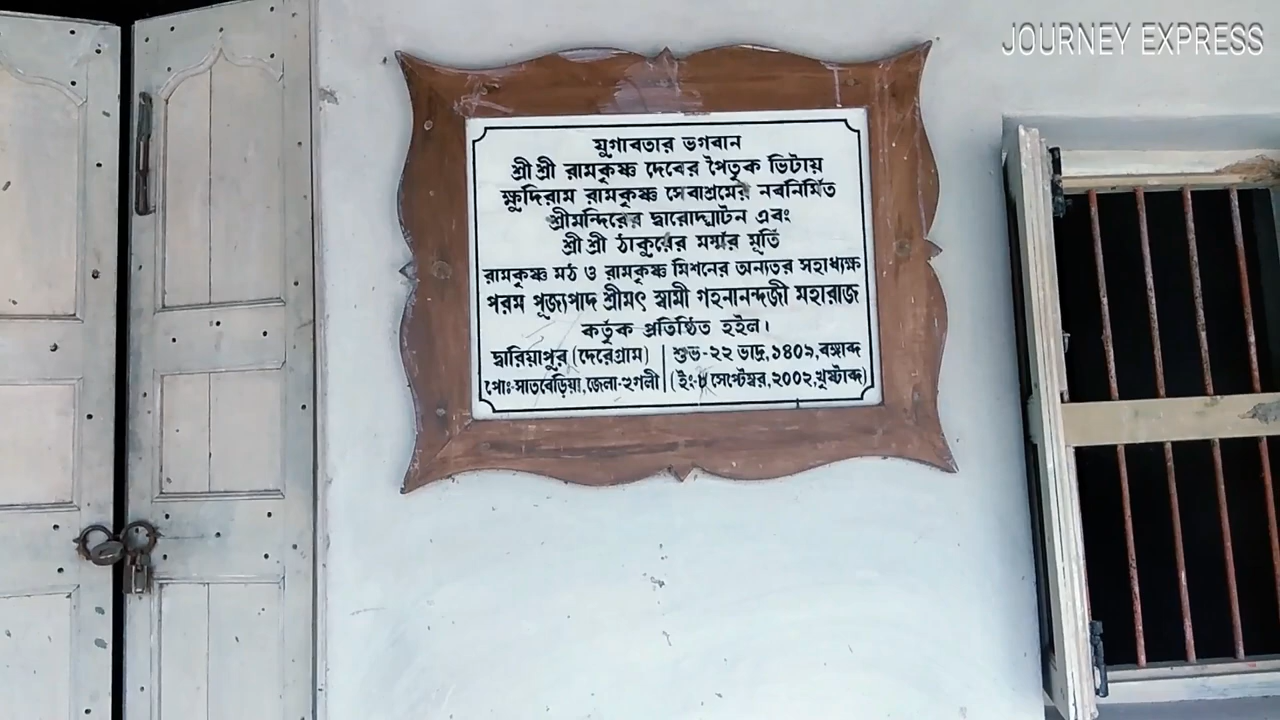 JOURNEY EXPRESS
যুগাবতার ভগবান
শ্রী শ্রী রামকৃষ্ণ দেবের পৈতৃক ভিটায়
ক্ষুদিরাম রামকৃষ্ণ সেবাশ্রমের নবনির্মিত
শ্রীমন্দিরের দ্বারোদ্ঘাটন এবং
শ্রী শ্রী ঠাকুরের মর্ম্মর মূর্তি
রামকৃষ্ণ মঠ ও রামকৃষ্ণ মিশনের অন্যতর সহাধ্যক্ষ
পরম পূজ্যপাদ শ্রীমৎ স্বামী গহনানন্দজী মহারাজ
কর্তৃক প্রতিষ্ঠিত হইল।
দ্বারিয়াপুর (দেরেগ্রাম) | শুভ-২২ ভাদ্র, ১৪০৯, বঙ্গাব্দ
পোঃ-সাতবেড়িয়া, জেলা-হুগলী | (ইং-৮ সেপ্টেম্বর, ২০০২, খৃষ্টাব্দ)